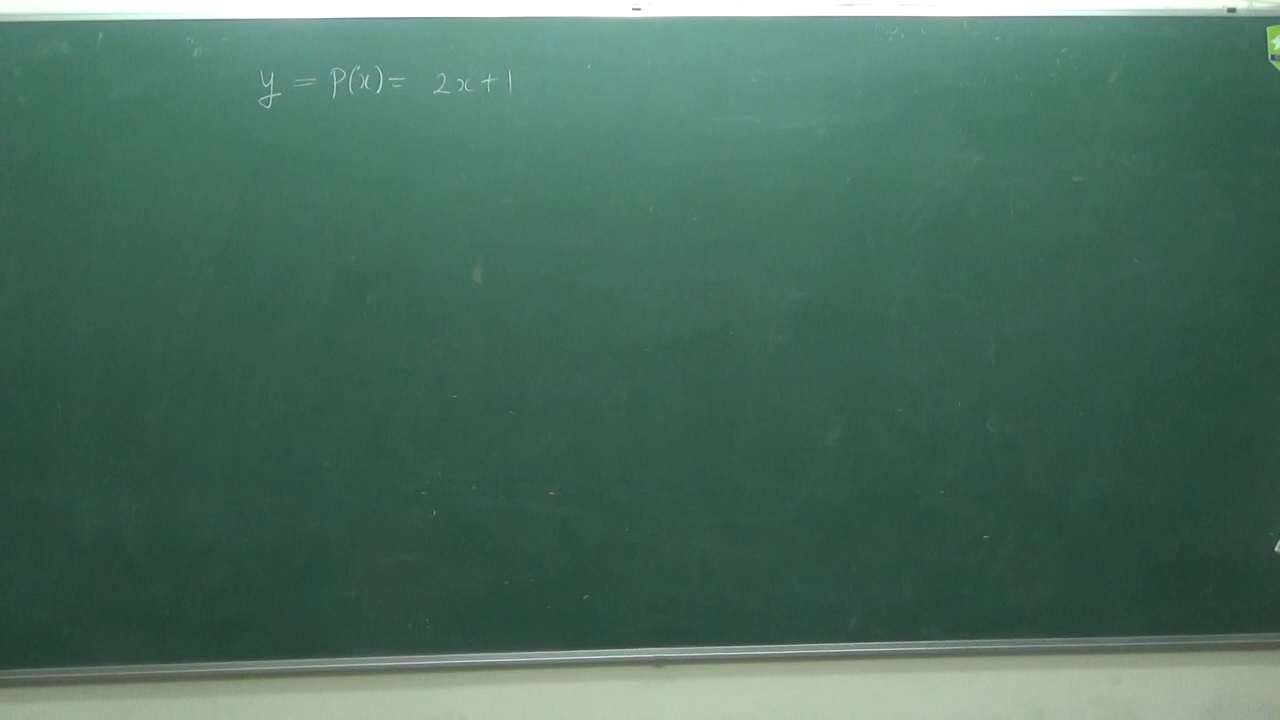 y = P(x) = 2x+1